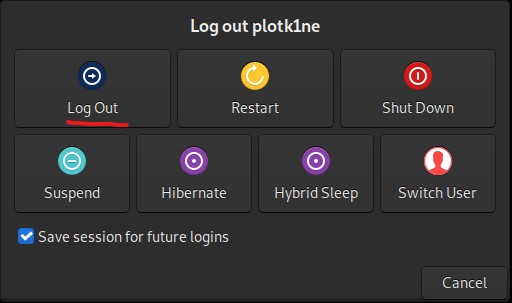 Log out plotk1ne
Log Out
Restart
Shut Down
Suspend
Hibernate
Hybrid Sleep
Switch User
Save session for future logins
Cancel